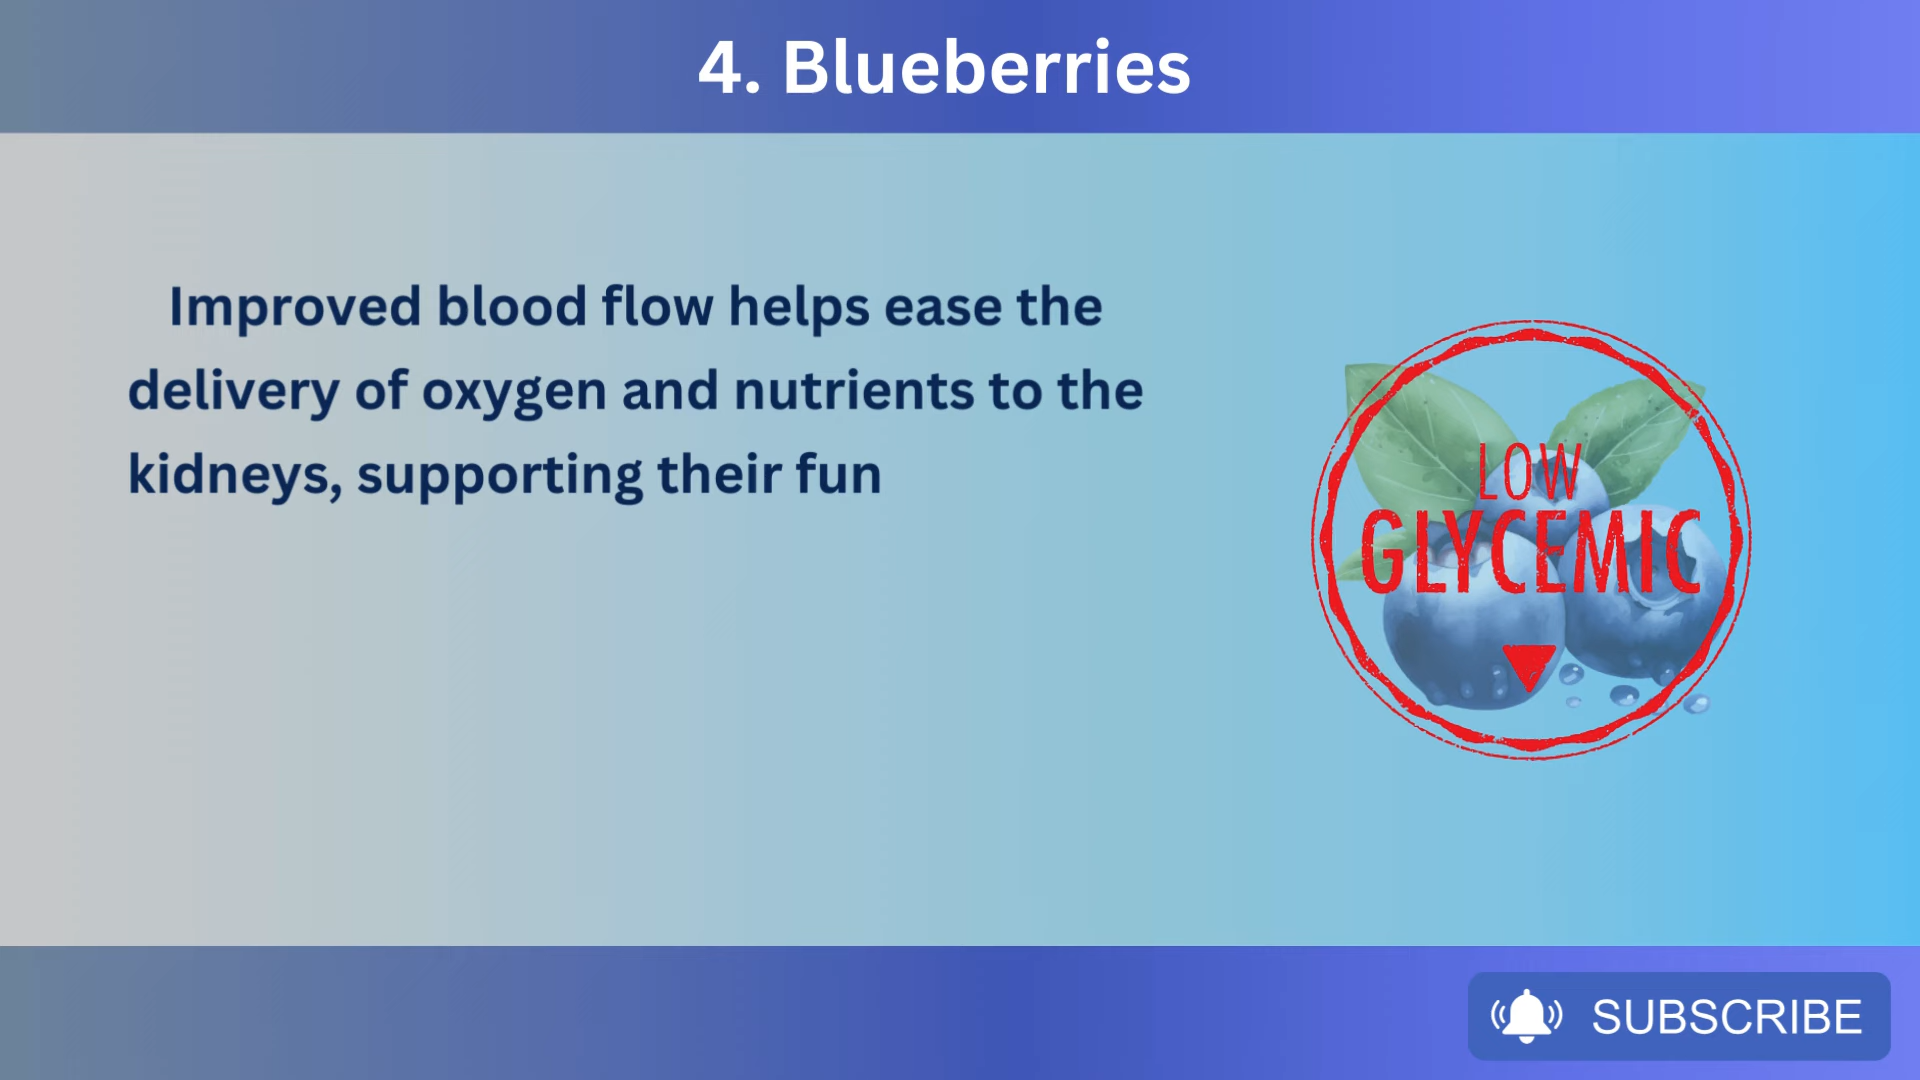 4. Blueberries
Improved blood flow helps ease the
delivery of oxygen and nutrients to the
kidneys, supporting their fun
LOW
GLYCEMIC
SUBSCRIBE